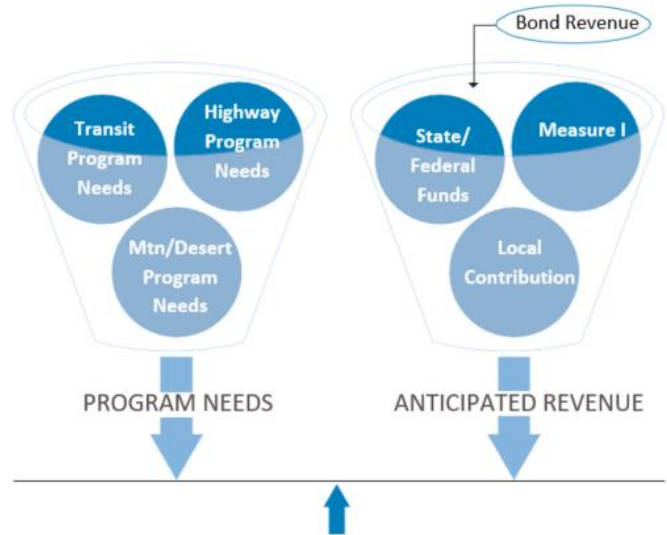 Bond Revenue
Transit
Program
Needs
Highway
Program
Needs
Mtn/Desert
Program
Needs
State/
Federal
Funds
Measure I
Local
Contribution
PROGRAM NEEDS
ANTICIPATED REVENUE